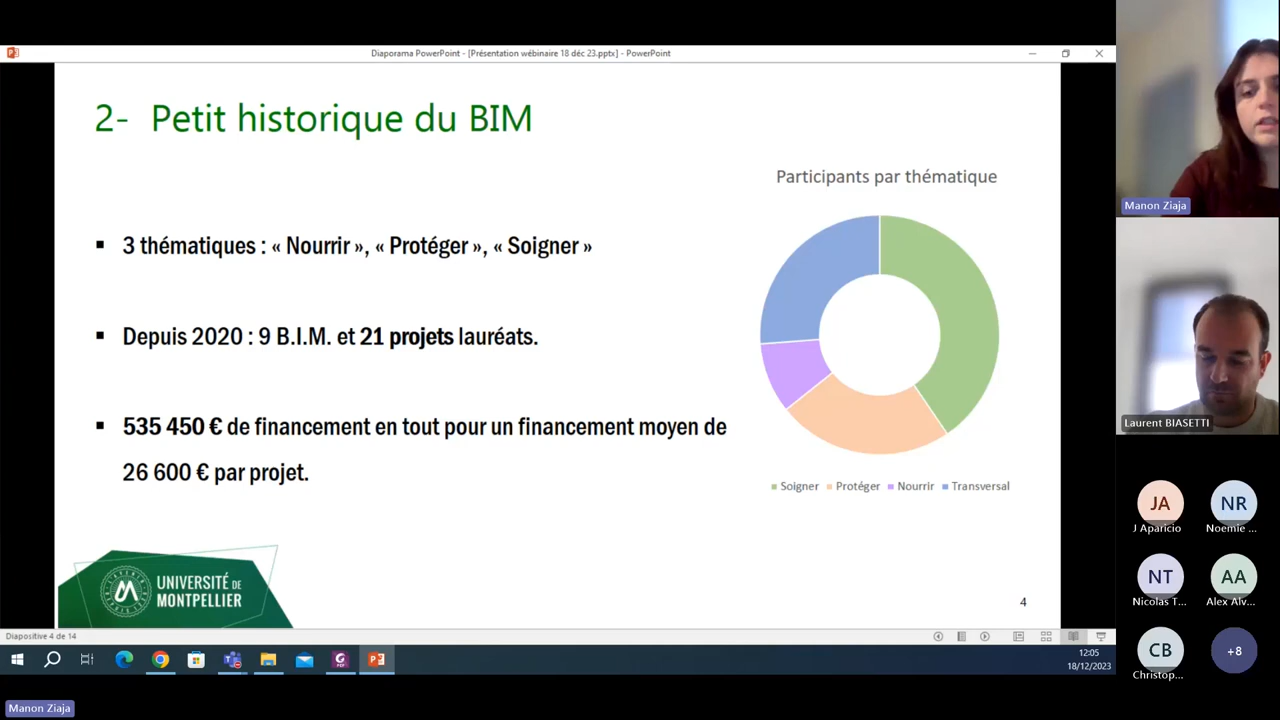 Diaporama PowerPoint - [Présentation wébinaire 18 déc 23.pptx] - PowerPoint
2- Petit historique du BIM
▪ 3 thématiques : « Nourrir », « Protéger », « Soigner »
▪ Depuis 2020 : 9 B.I.M. et 21 projets lauréats.
▪ 535 450 € de financement en tout pour un financement moyen de
26 600 € par projet.
Participants par thématique
Soigner Protéger Nourrir Transversal
UNIVERSITÉ DE
MONTPELLIER
4
Diapositive 4 de 14
12:05
18/12/2023
Manon Ziaja
Manon Ziaja
Laurent BIASETTI
JA
J Aparicio
NR
Noemie ...
NT
Nicolas T...
AA
Alex Alv...
CB
Christop...
+8